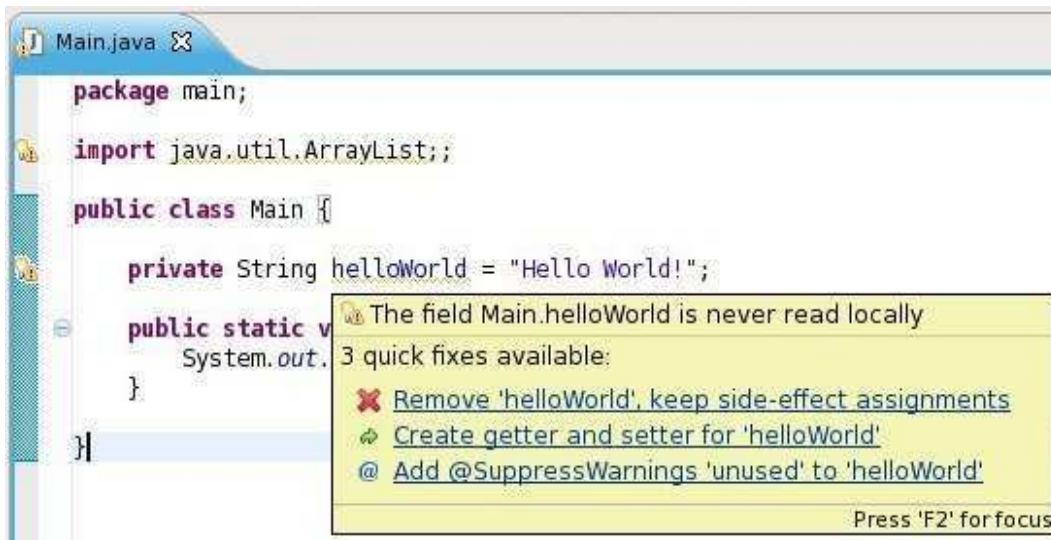 Main.java
package main;
import java.util.ArrayList;;
public class Main {
private String helloWorld = "Hello World!";
public static v
System.out.
}
}
The field Main.helloWorld is never read locally
3 quick fixes available:
Remove 'helloWorld', keep side-effect assignments
Create getter and setter for 'helloWorld'
@ Add @SuppressWarnings 'unused' to 'helloWorld'
Press 'F2' for focus